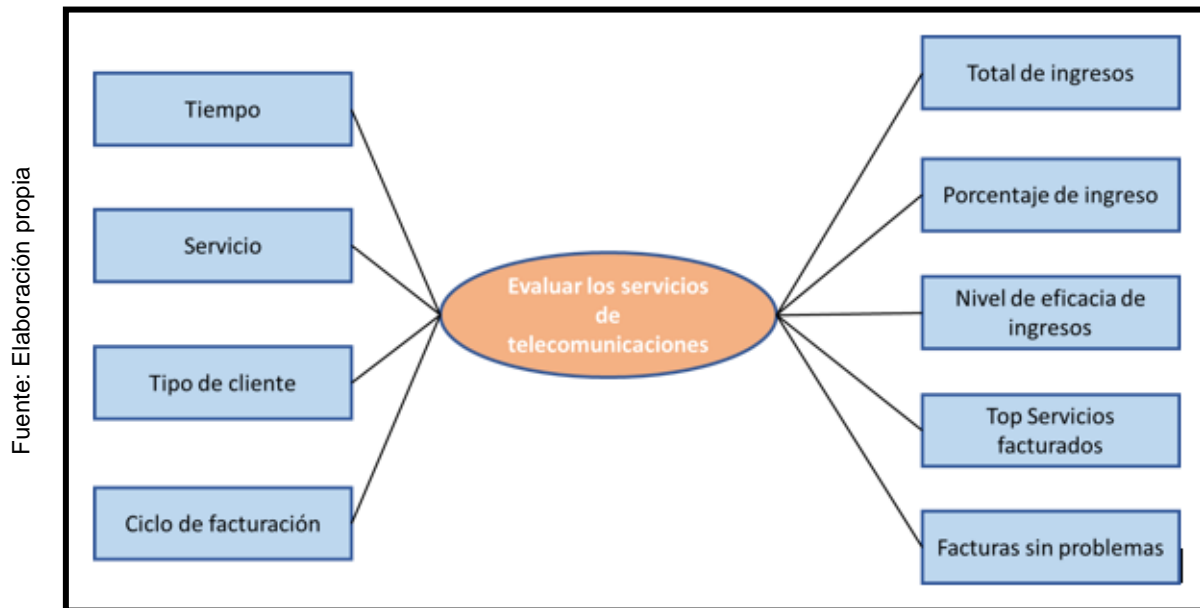 Fuente: Elaboración propia
Tiempo
Servicio
Tipo de cliente
Ciclo de facturación
Evaluar los servicios
de
telecomunicaciones
Total de ingresos
Porcentaje de ingreso
Nivel de eficacia de
ingresos
Top Servicios
facturados
Facturas sin problemas